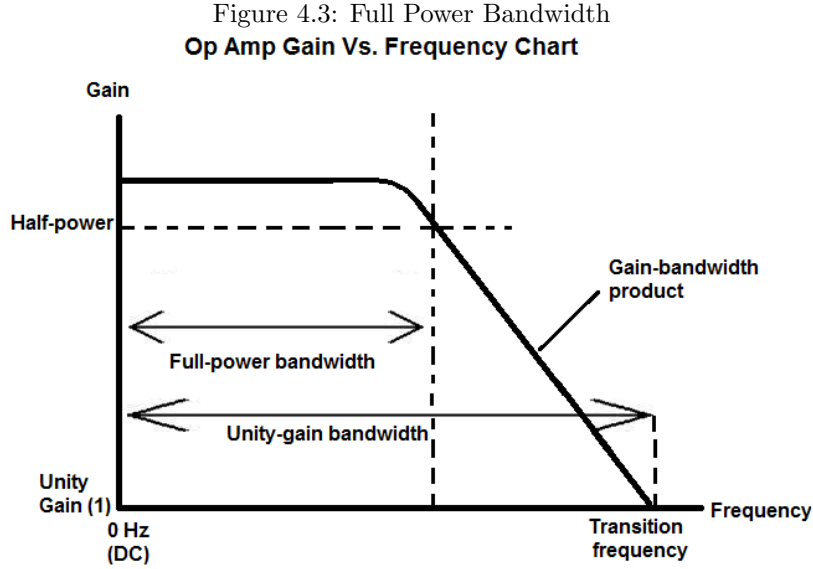 Figure 4.3: Full Power Bandwidth
Op Amp Gain Vs. Frequency Chart
Gain
Half-power
Gain-bandwidth
product
Full-power bandwidth
Unity-gain bandwidth
Unity
Gain (1)
Frequency
0 Hz
(DC)
Transition
frequency